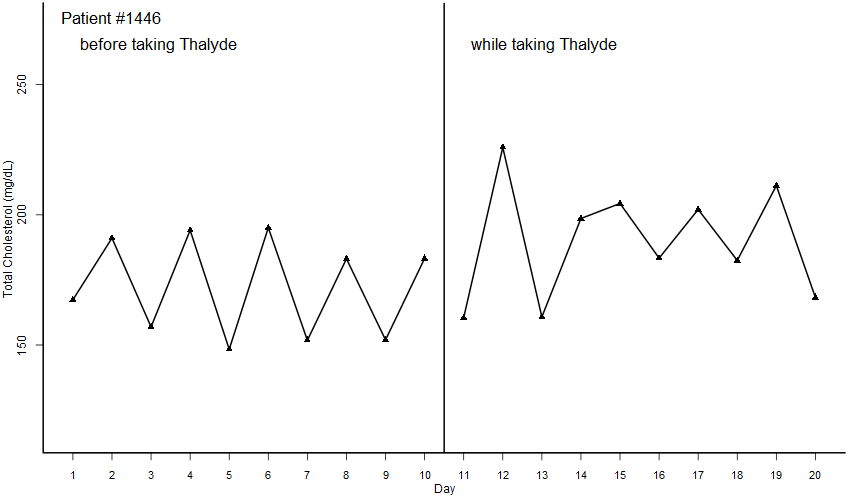 Patient #1446
before taking Thalyde
while taking Thalyde
Total Cholesterol (mg/dL)
250
200
150
1 2 3 4 5 6 7 8 9 10 11 12 13 14 15 16 17 18 19 20
Day